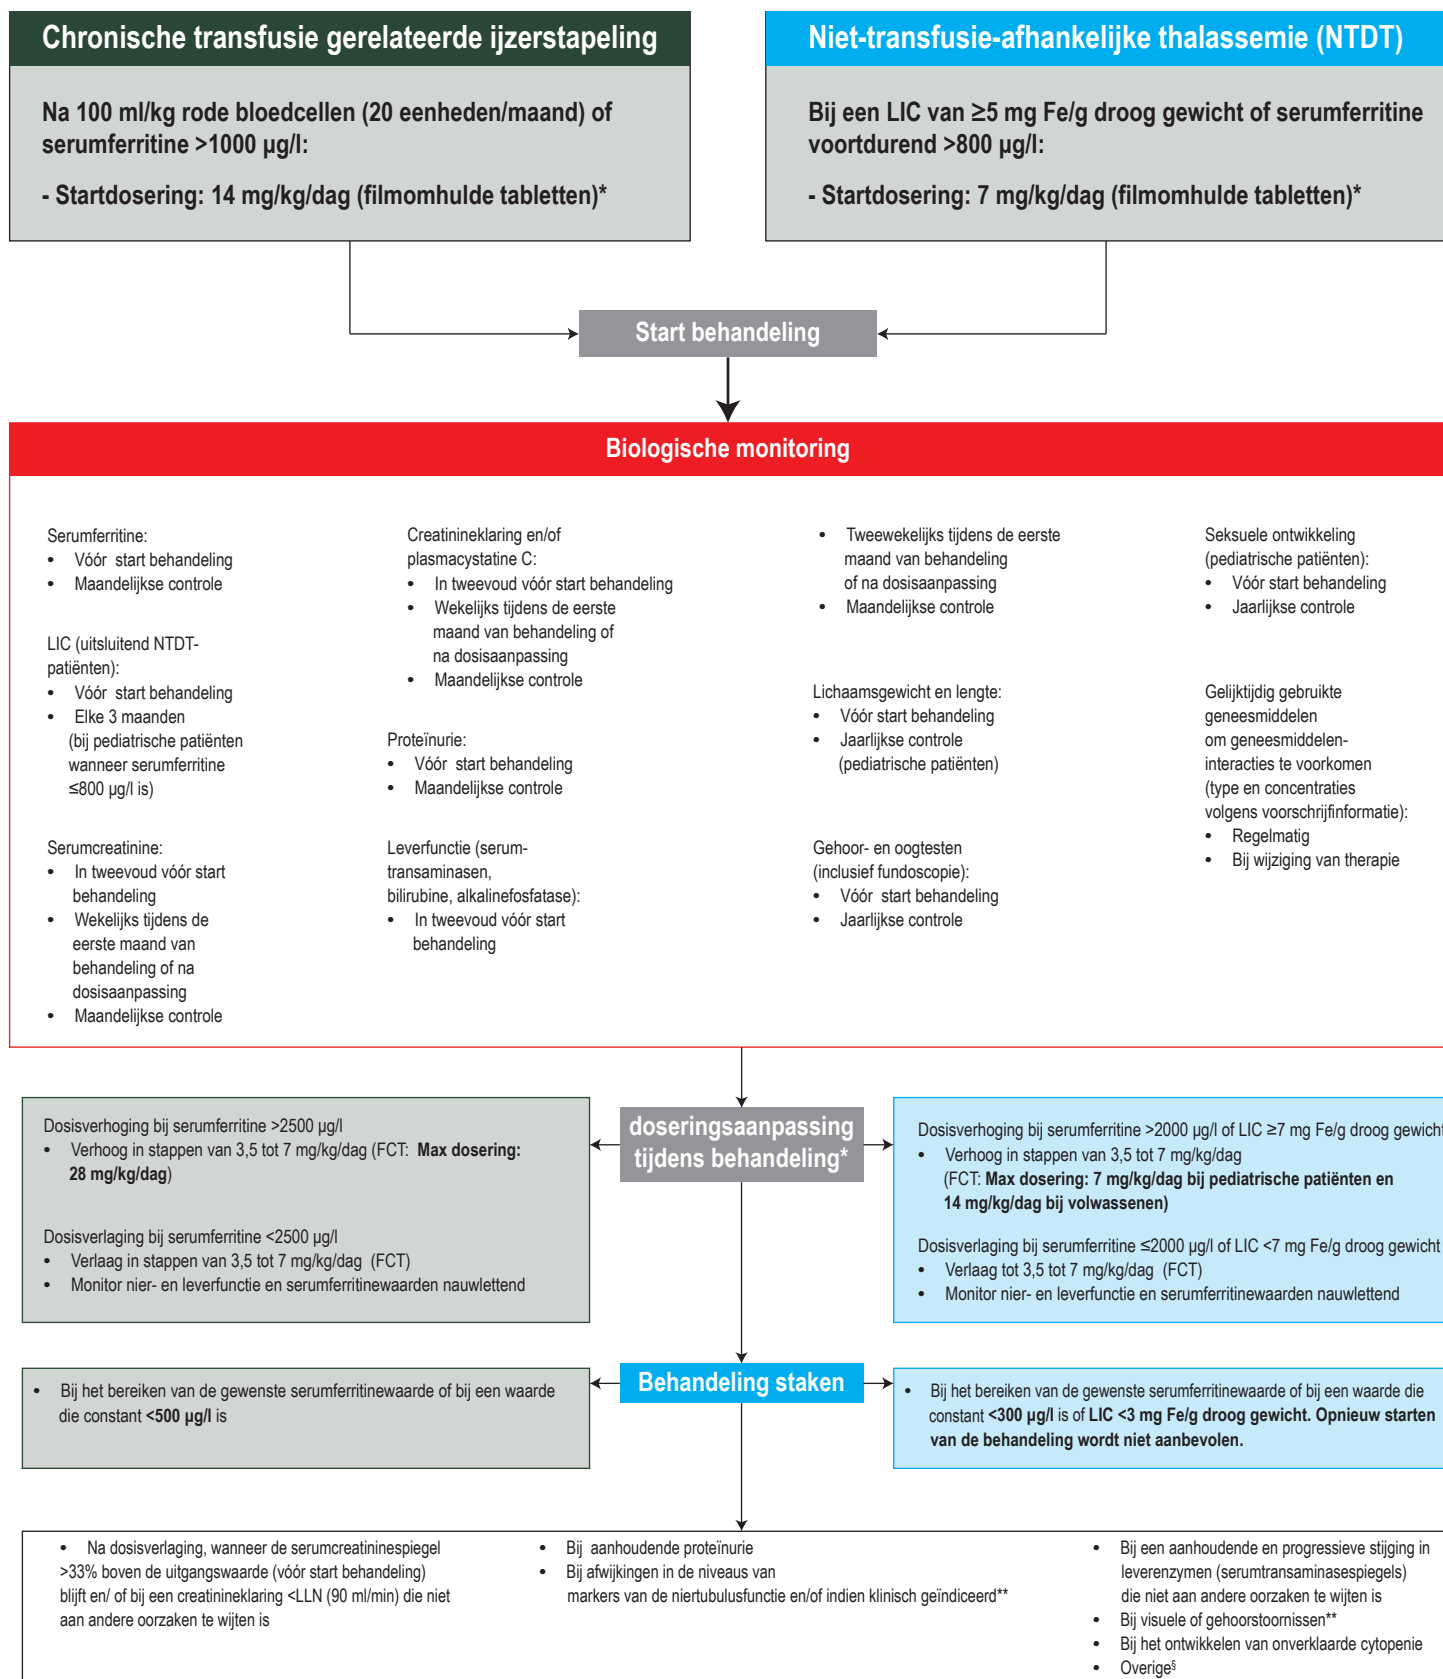 Chronische transfusie gerelateerde ijzerstapeling
Na 100 ml/kg rode bloedcellen (20 eenheden/maand) of
serumferritine >1000 µg/l:
- Startdosering: 14 mg/kg/dag (filmomhulde tabletten)*
Niet-transfusie-afhankelijke thalassemie (NTDT)
Bij een LIC van ≥5 mg Fe/g droog gewicht of serumferritine
voortdurend >800 µg/l:
- Startdosering: 7 mg/kg/dag (filmomhulde tabletten)*
Start behandeling
Biologische monitoring
Serumferritine:
• Vóór start behandeling
• Maandelijkse controle
LIC (uitsluitend NTDT-
patiënten):
• Vóór start behandeling
• Elke 3 maanden
(bij pediatrische patiënten
wanneer serumferritine
≤800 µg/l is)
Serumcreatinine:
• In tweevoud vóór start
behandeling
• Wekelijks tijdens de
eerste maand van
behandeling of na
dosisaanpassing
• Maandelijkse controle
Creatinineklaring en/of
plasmacystatine C:
• In tweevoud vóór start behandeling
• Wekelijks tijdens de eerste
maand van behandeling of
na dosisaanpassing
• Maandelijkse controle
Proteïnurie:
• Vóór start behandeling
• Maandelijkse controle
Leverfunctie (serum-
transaminasen,
bilirubine, alkalinefosfatase):
• In tweevoud vóór start
behandeling
• Tweewekelijks tijdens de eerste
maand van behandeling
of na dosisaanpassing
• Maandelijkse controle
Lichaamsgewicht en lengte:
• Vóór start behandeling
• Jaarlijkse controle
(pediatrische patiënten)
Gehoor- en oogtesten
(inclusief fundoscopie):
• Vóór start behandeling
• Jaarlijkse controle
Seksuele ontwikkeling
(pediatrische patiënten):
• Vóór start behandeling
• Jaarlijkse controle
Gelijktijdig gebruikte
geneesmiddelen
om geneesmiddelen-
interacties te voorkomen
(type en concentraties
volgens voorschrijfinformatie):
• Regelmatig
• Bij wijziging van therapie
doseringsaanpassing
tijdens behandeling*
Dosisverhoging bij serumferritine >2500 µg/l
• Verhoog in stappen van 3,5 tot 7 mg/kg/dag (FCT: Max dosering:
28 mg/kg/dag)
Dosisverlaging bij serumferritine <2500 µg/l
• Verlaag in stappen van 3,5 tot 7 mg/kg/dag (FCT)
• Monitor nier- en leverfunctie en serumferritinewaarden nauwlettend
Dosisverhoging bij serumferritine >2000 µg/l of LIC ≥7 mg Fe/g droog gewicht
• Verhoog in stappen van 3,5 tot 7 mg/kg/dag
(FCT: Max dosering: 7 mg/kg/dag bij pediatrische patiënten en
14 mg/kg/dag bij volwassenen)
Dosisverlaging bij serumferritine ≤2000 µg/l of LIC <7 mg Fe/g droog gewicht
• Verlaag tot 3,5 tot 7 mg/kg/dag (FCT)
• Monitor nier- en leverfunctie en serumferritinewaarden nauwlettend
Behandeling staken
• Bij het bereiken van de gewenste serumferritinewaarde of bij een waarde
die constant <500 µg/l is
• Bij het bereiken van de gewenste serumferritinewaarde of bij een waarde die
constant <300 µg/l is of LIC <3 mg Fe/g droog gewicht. Opnieuw starten
van de behandeling wordt niet aanbevolen.
• Na dosisverlaging, wanneer de serumcreatininespiegel
>33% boven de uitgangswaarde (vóór start behandeling)
blijft en/ of bij een creatinineklaring <LLN (90 ml/min) die niet
aan andere oorzaken te wijten is
• Bij aanhoudende proteïnurie
• Bij afwijkingen in de niveaus van
markers van de niertubulusfunctie en/of indien klinisch geïndiceerd**
• Bij een aanhoudende en progressieve stijging in
leverenzymen (serumtransaminasespiegels)
die niet aan andere oorzaken te wijten is
• Bij visuele of gehoorstoornissen**
• Bij het ontwikkelen van onverklaarde cytopenie
• Overige§